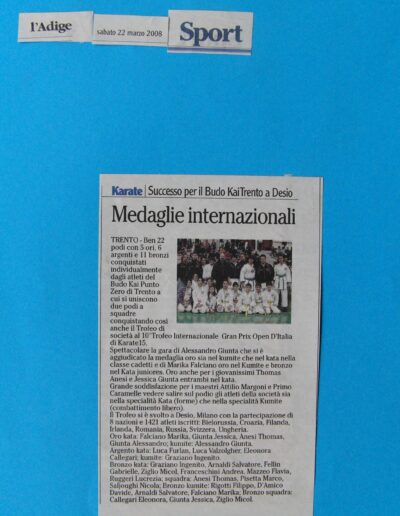 l'Adige
sabato 22 marzo 2008
Sport
Karate Successo per il Budo KaiTrento a Desio
Medaglie internazionali
TRENTO - Ben 22
podi con 5 ori, 6
argenti e 11 bronzi
conquistati
individualmente
dagli atleti del
Budo Kai Punto
Zero di Trento a
cui si uniscono
due podi a
squadre
conquistando così
anche il Trofeo di
società al 16°Trofeo Internazionale Gran Prix Open D'Italia
di Karate15.
Spettacolare la gara di Alessandro Giunta che si è
aggiudicato la medaglia oro sia nel kumite che nel kata nella
classe cadetti e di Marika Falciano oro nel Kumite e bronzo
nel Kata juniores. Oro anche per i giovanissimi Thomas
Anesi e Jessica Giunta entrambi nel kata.
Grande soddisfazione per i maestri Attilio Margoni e Primo
Caramelle vedere salire sul podio gli atleti della società sia
nella specialità Kata (forme) che nella specialità Kumite
(combattimento libero).
Il Trofeo si è svolto a Desio, Milano con la partecipazione di
8 nazioni e 1421 atleti iscritti: Bielorussia, Croazia, Filanda,
Irlanda, Romania, Russia, Svizzera, Ungheria.
Oro kata: Falciano Marika, Giunta Jessica, Anesi Thomas,
Giunta Alessandro; kumite: Alessandro Giunta.
Argento kata: Luca Furlan, Luca Valzolgher. Eleonora
Callegari; kumite: Graziano Ingenito.
Bronzo kata: Graziano Ingenito, Arnaldi Salvatore, Fellin
Gabriele, Ziglio Micol, Franceschini Andrea, Mazzeo Flavia,
Ruggeri Lucrezia; squadra: Anesi Thomas, Pisetta Marco,
Saljoughi Nicola; Bronzo kumite: Rigotti Filippo, D'Amico
Davide, Arnaldi Salvatore, Falciano Marika; Bronzo squadra:
Callegari Eleonora, Giunta Jessica, Ziglio Micol.